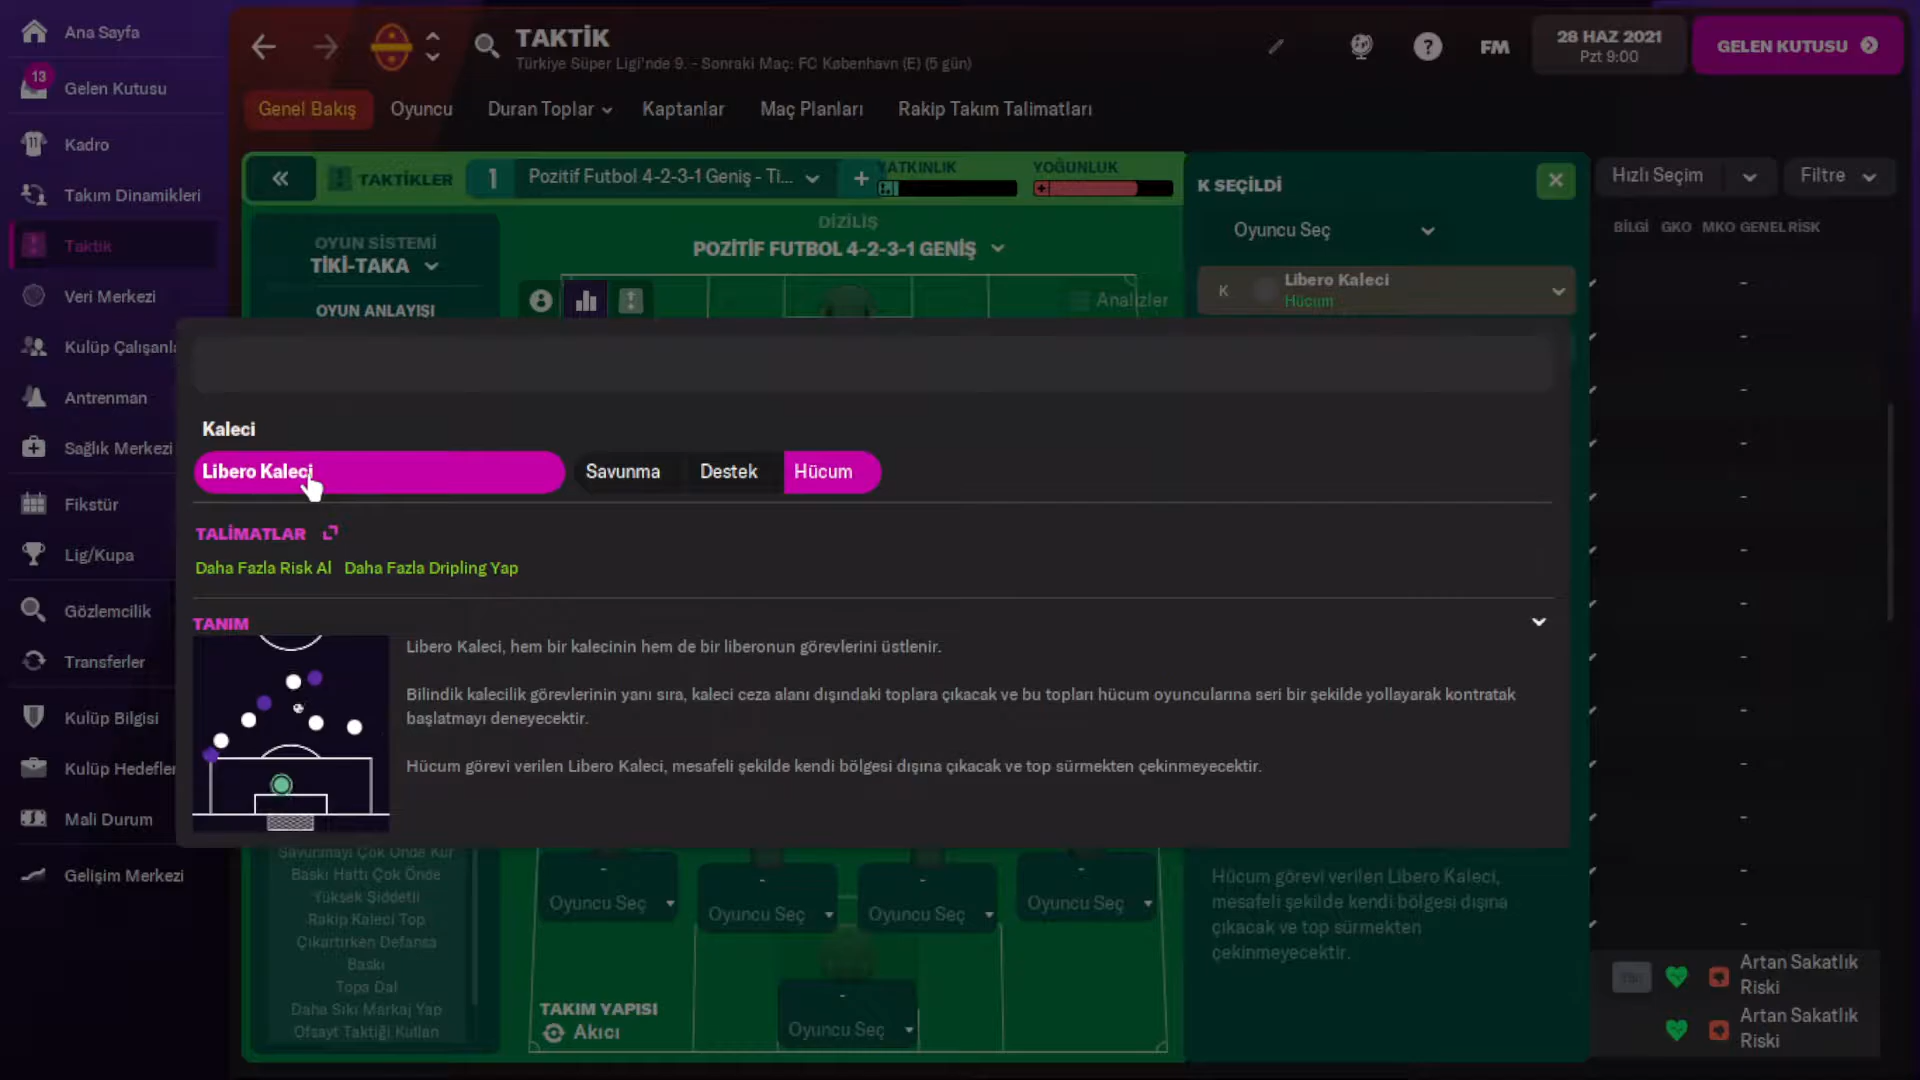 Ana Sayfa
13
Gelen Kutusu
Kadro
Takım Dinamikleri
Taktik
Veri Merkezi
Kulüp Çalışanla
Antrenman
Sağlık Merkezi
Fikstür
Lig/Kupa
Gözlemcilik
Transferler
Kulüp Bilgisi
Kulüp Hedefler
Mali Durum
Gelişim Merkezi
TAKTİK
Türkiye Süper Ligi'nde 9. - Sonraki Maç: FC København (E) (5 gün)
FM
28 HAZ 2021
Pzt 9:00
GELEN KUTUSU
Genel Bakış
Oyuncu
Duran Toplar
Kaptanlar
Maç Planları
Rakip Takım Talimatları
TAKTİKLER
1
Pozitif Futbol 4-2-3-1 Geniş - Ti...
YATKINLIK
YOĞUNLUK
OYUN SİSTEMİ
TİKİ-TAKA
OYUN ANLAYIŞI
DİZİLİŞ
POZİTİF FUTBOL 4-2-3-1 GENİŞ
Analizler
K SEÇİLDİ
Oyuncu Seç
K
Libero Kaleci
Hücum
Hızlı Seçim
Filtre
BİLGİ GKO MKO GENEL RİSK
Kaleci
Libero Kaleci
Savunma
Destek
Hücum
TALİMATLAR
Daha Fazla Risk Al Daha Fazla Dripling Yap
TANIM
Libero Kaleci, hem bir kalecinin hem de bir liberonun görevlerini üstlenir.
Bilindik kalecilik görevlerinin yanı sıra, kaleci ceza alanı dışındaki toplara çıkacak ve bu topları hücum oyuncularına seri bir şekilde yollayarak kontratak
başlatmayı deneyecektir.
Hücum görevi verilen Libero Kaleci, mesafeli şekilde kendi bölgesi dışına çıkacak ve top sürmekten çekinmeyecektir.
Savunmayı Çok Önde Kur
Baskı Hattı Çok Önde
Yüksek Şiddetli
Rakip Kaleci Top
Çıkartırken Defansa
Baskı
Topa Dal
Daha Sıkı Markaj Yap
Ofsayt Taktiği Kullan
Oyuncu Seç
Oyuncu Seç
Oyuncu Seç
Oyuncu Seç
TAKIM YAPISI
Akıcı
Oyuncu Seç
Hücum görevi verilen Libero Kaleci,
mesafeli şekilde kendi bölgesi dışına
çıkacak ve top sürmekten
çekinmeyecektir.
Artan Sakatlık
Riski
Artan Sakatlık
Riski